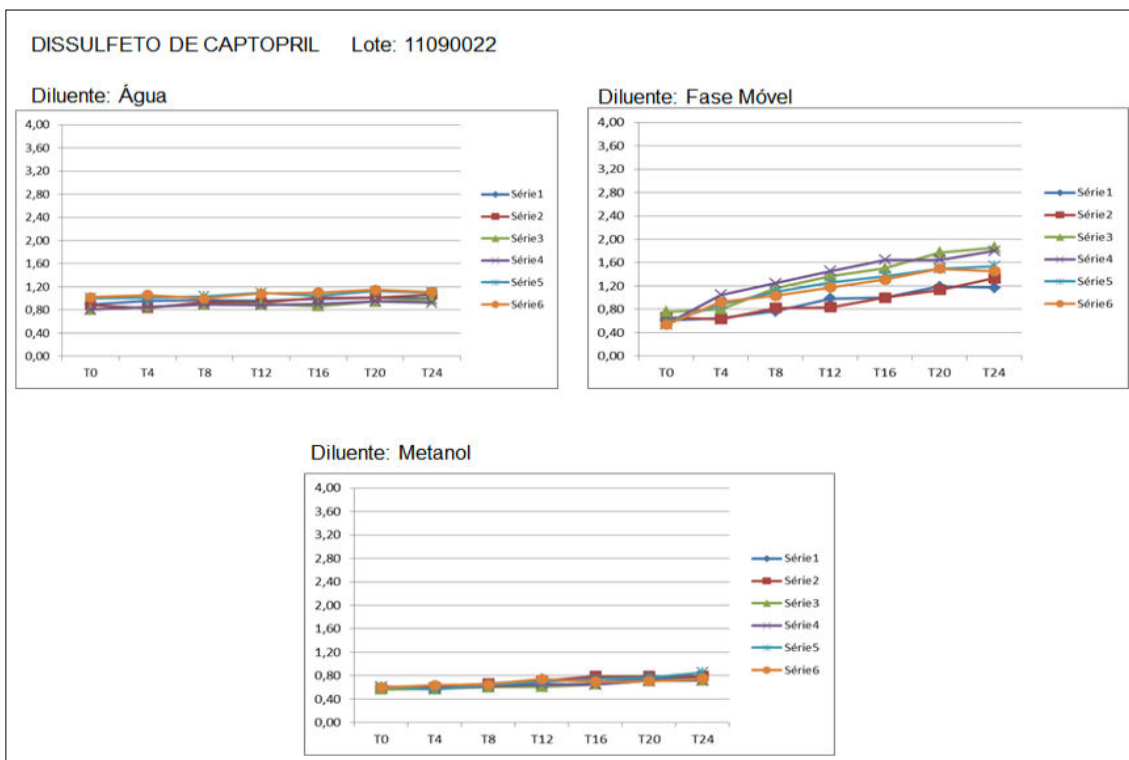 DISSULFETO DE CAPTOPRIL Lote: 11090022
Diluente: Água
4,00
3,60
3,20
2,80
2,40
2,00
1,60
1,20
0,80
0,40
0,00
T0 T4 T8 T12 T16 T20 T24
Série1
Série2
Série3
Série4
Série5
Série6
Diluente: Fase Móvel
4,00
3,60
3,20
2,80
2,40
2,00
1,60
1,20
0,80
0,40
0,00
T0 T4 T8 T12 T16 T20 T24
Série1
Série2
Série3
Série4
Série5
Série6
Diluente: Metanol
4,00
3,60
3,20
2,80
2,40
2,00
1,60
1,20
0,80
0,40
0,00
T0 T4 T8 T12 T16 T20 T24
Série1
Série2
Série3
Série4
Série5
Série6